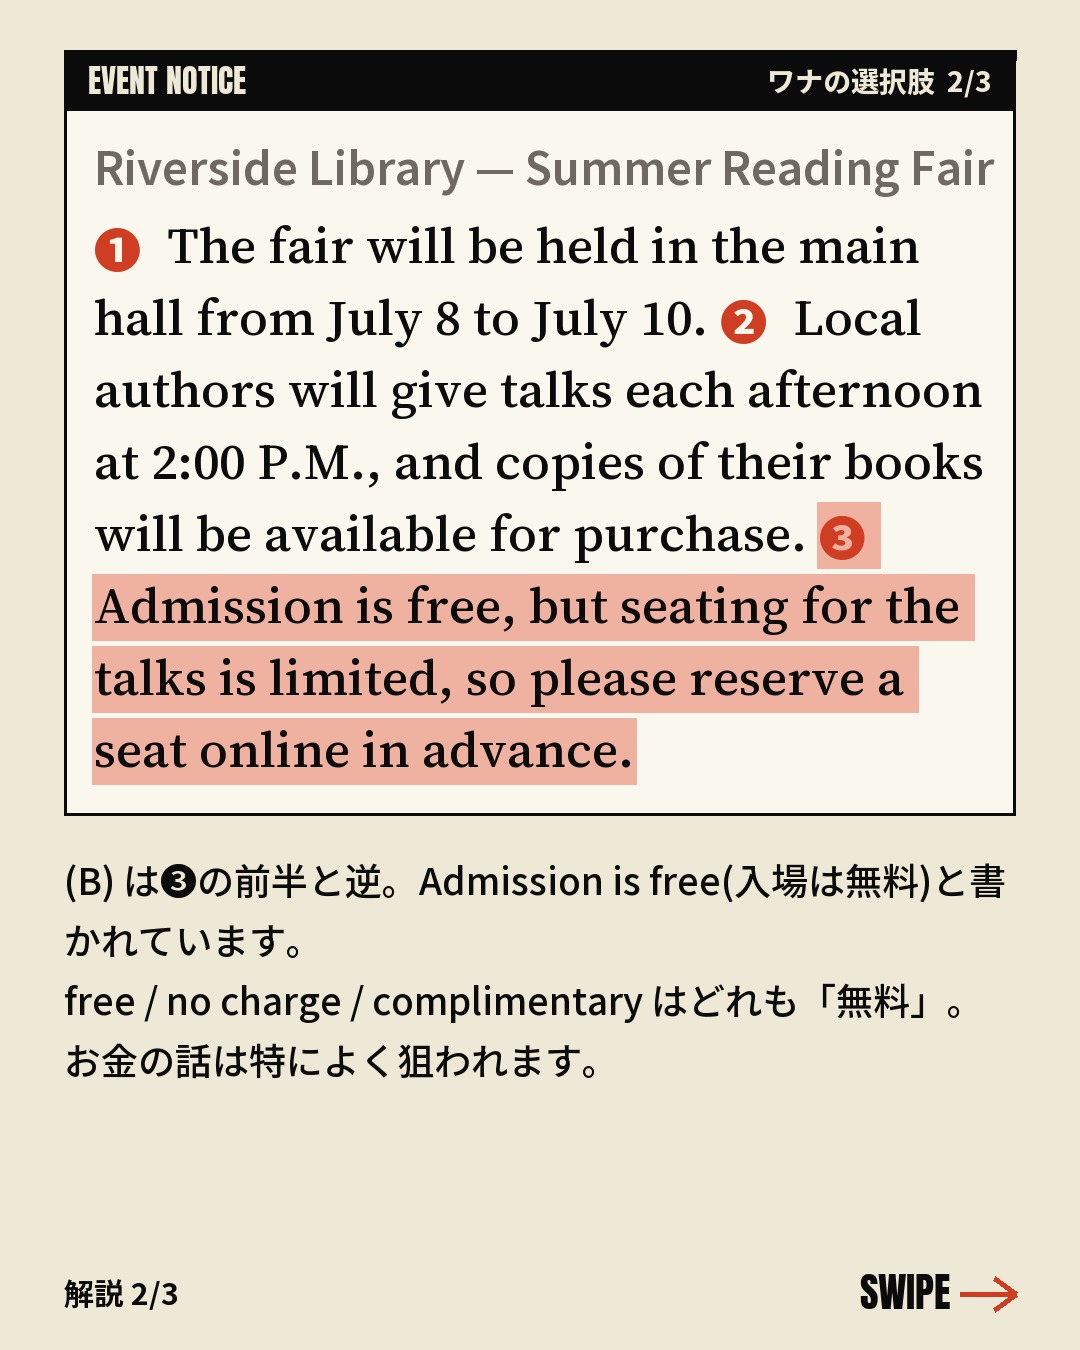 EVENT NOTICE
ワナの選択肢 2/3
Riverside Library — Summer Reading Fair
❶ The fair will be held in the main
hall from July 8 to July 10. ❷ Local
authors will give talks each afternoon
at 2:00 P.M., and copies of their books
will be available for purchase. ❸
Admission is free, but seating for the
talks is limited, so please reserve a
seat online in advance.
(B) は❸の前半と逆。Admission is free(入場は無料)と書
かれています。
free / no charge / complimentary はどれも「無料」。
お金の話は特によく狙われます。
解説 2/3
SWIPE →